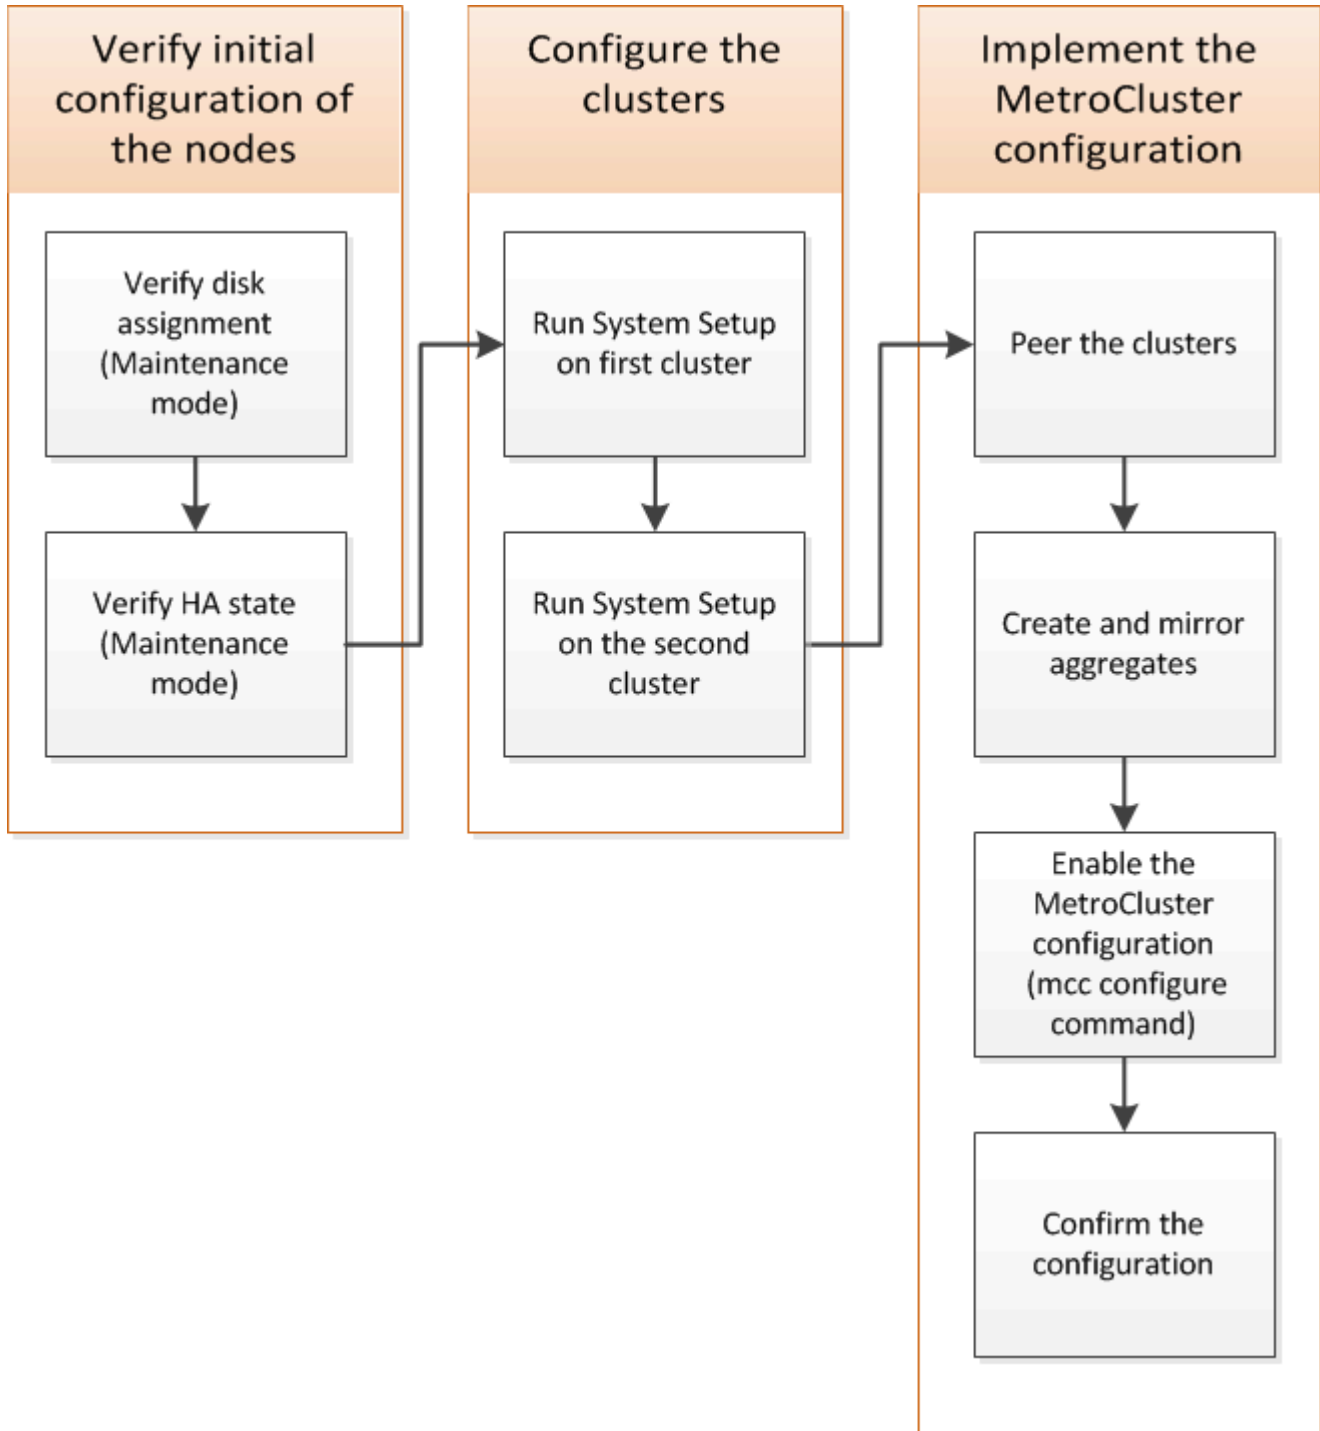 Verify initial
configuration of
the nodes
Verify disk
assignment
(Maintenance
mode)
Verify HA state
(Maintenance
mode)
Configure the
clusters
Run System Setup
on first cluster
Run System Setup
on the second
cluster
Implement the
MetroCluster
configuration
Peer the clusters
Create and mirror
aggregates
Enable the
MetroCluster
configuration
(mcc configure
command)
Confirm the
configuration